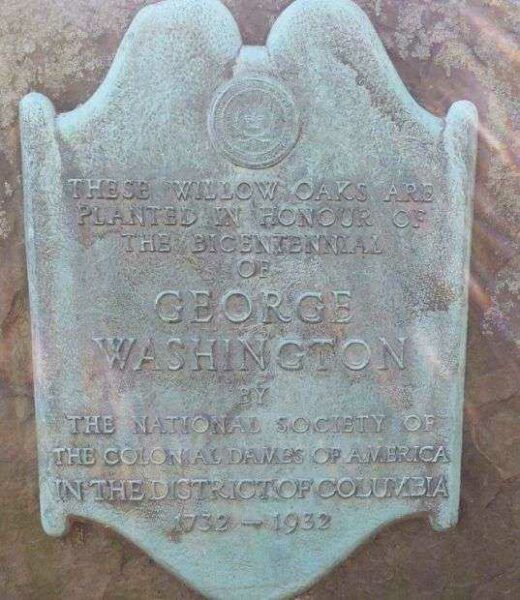 THESE WILLOW OAKS ARE
PLANTED IN HONOUR OF
THE BICENTENNIAL
OF
GEORGE
WASHINGTON
BY
THE NATIONAL SOCIETY OF
THE COLONIAL DAMES OF AMERICA
IN THE DISTRICT OF COLUMBIA
1732 — 1932